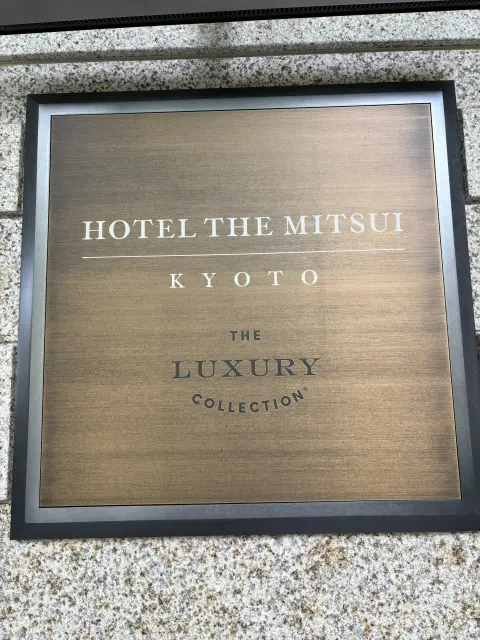 HOTEL THE MITSUI
KYOTO
THE
LUXURY
COLLECTION®